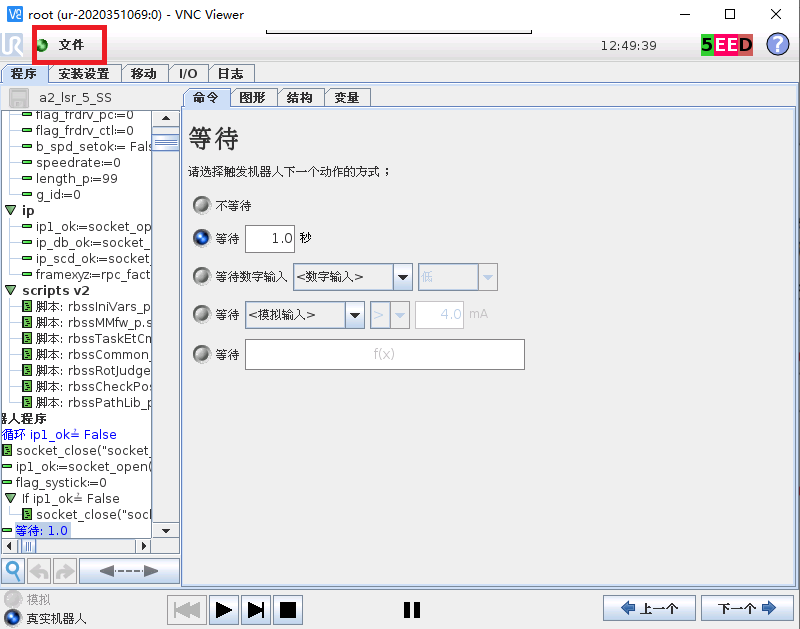 root (ur-2020351069:0) - VNC Viewer
文件
12:49:39
5EED
?
程序 安装设置 移动 I/O 日志
a2_lsr_5_SS
命令 图形 结构 变量
flag_frdrv_pc:=0
flag_frdrv_ctl:=0
b_spd_setok:= Fals
speedrate:=0
length_p:=99
g_id:=0
ip
ip1_ok:=socket_op
ip_db_ok:=socket_
ip_scd_ok:=socket_
framexyz:=rpc_fact
scripts v2
脚本: rbssIniVars_p
脚本: rbssMMfw_p.s
脚本: rbssTaskEtCm
脚本: rbssCommon_
脚本: rbssRotJudge
脚本: rbssCheckPos
脚本: rbssPathLib_p
器人程序
循环 ip1_ok≟ False
socket_close("socket_
ip1_ok:=socket_open(
flag_systick:=0
If ip1_ok≟ False
socket_close("socl
等待: 1.0
等待
请选择触发机器人下一个动作的方式；
不等待
等待 1.0 秒
等待数字输入 <数字输入> 低
等待 <模拟输入> > 4.0 mA
等待 f(x)
模拟
真实机器人
上一个 下一个